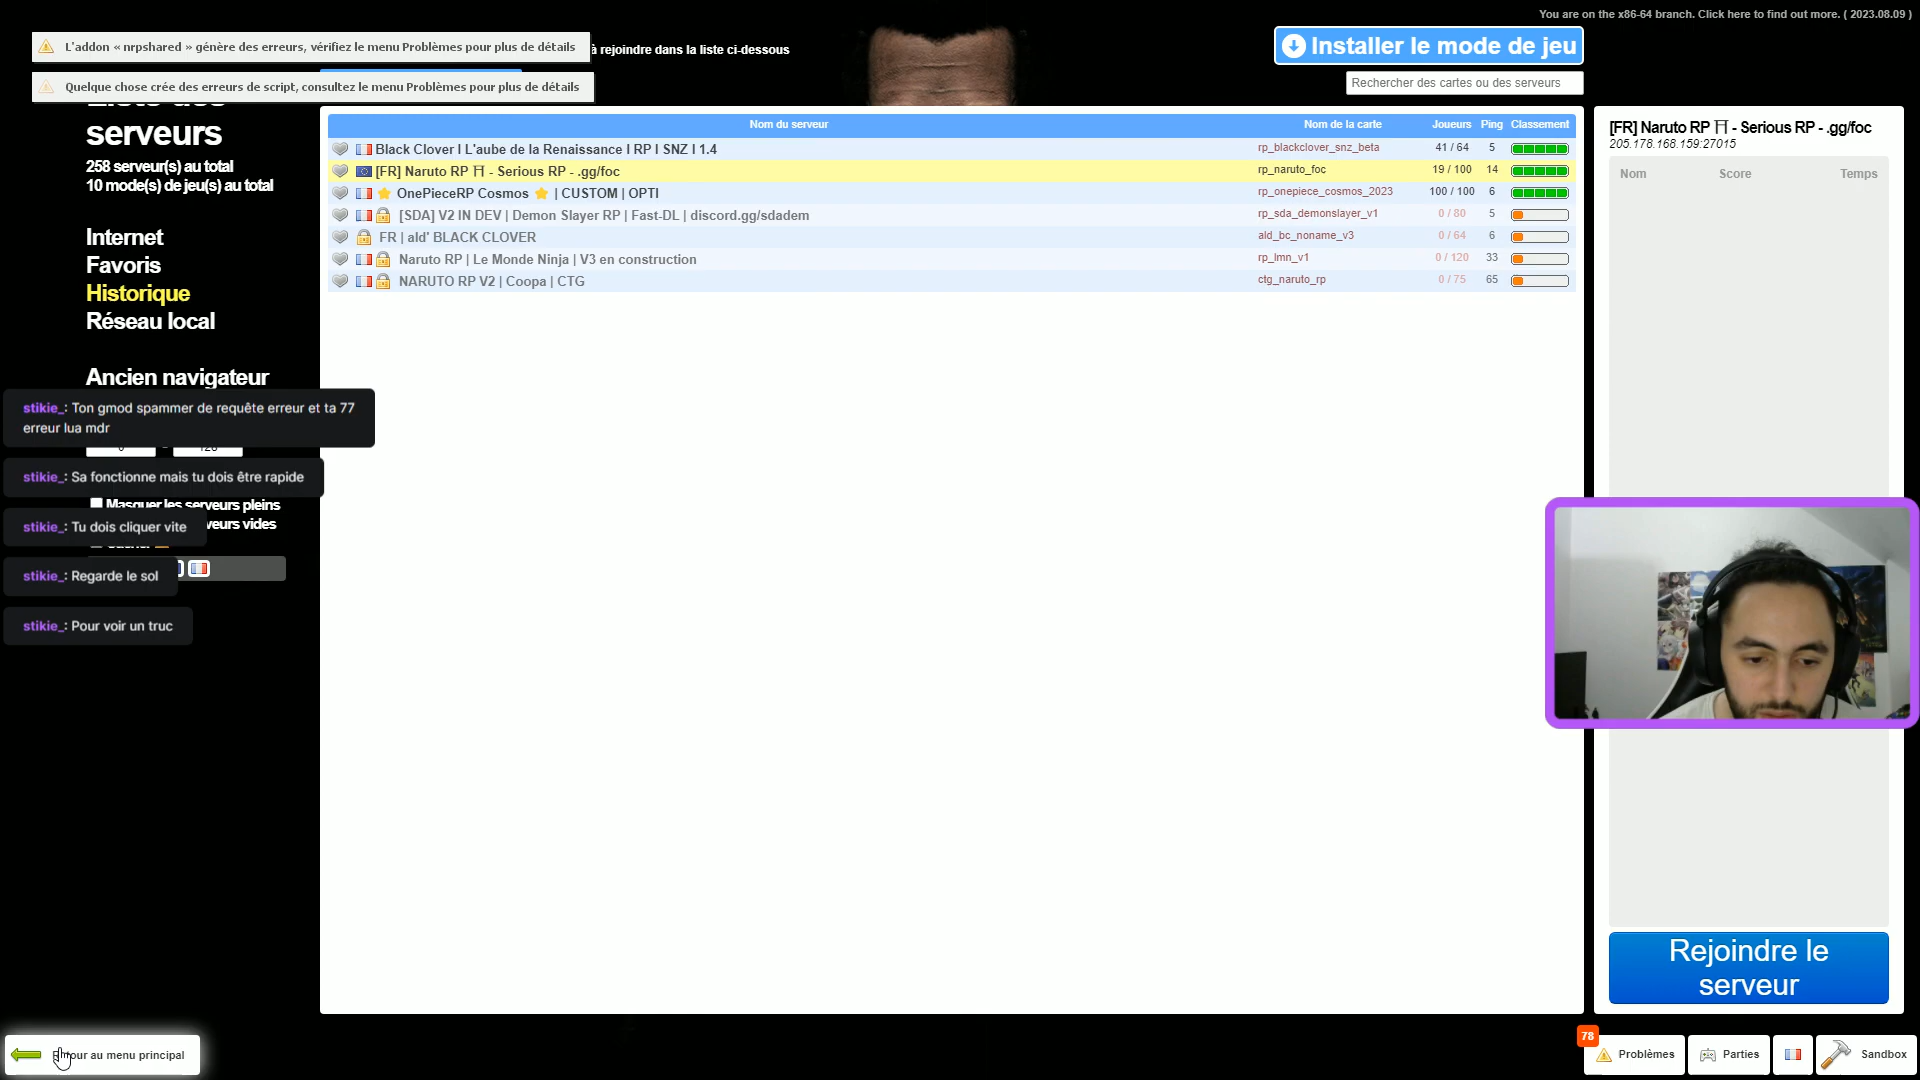 You are on the x86-64 branch. Click here to find out more. ( 2023.08.09 )
L'addon « nrpshared » génère des erreurs, vérifiez le menu Problèmes pour plus de détails
à rejoindre dans la liste ci-dessous
Installer le mode de jeu
Quelque chose crée des erreurs de script, consultez le menu Problèmes pour plus de détails
Rechercher des cartes ou des serveurs
Liste des
serveurs
258 serveur(s) au total
10 mode(s) de jeu(s) au total
Internet
Favoris
Historique
Réseau local
Ancien navigateur
Nom du serveur Nom de la carte Joueurs Ping Classement
Black Clover I L'aube de la Renaissance I RP I SNZ I 1.4 rp_blackclover_snz_beta 41 / 64 5
[FR] Naruto RP ⛩ - Serious RP - .gg/foc rp_naruto_foc 19 / 100 14
⭐ OnePieceRP Cosmos ⭐ | CUSTOM | OPTI rp_onepiece_cosmos_2023 100 / 100 6
[SDA] V2 IN DEV | Demon Slayer RP | Fast-DL | discord.gg/sdadem rp_sda_demonslayer_v1 0 / 80 5
FR | ald' BLACK CLOVER ald_bc_noname_v3 0 / 64 6
Naruto RP | Le Monde Ninja | V3 en construction rp_lmn_v1 0 / 120 33
NARUTO RP V2 | Coopa | CTG ctg_naruto_rp 0 / 75 65
[FR] Naruto RP ⛩ - Serious RP - .gg/foc
205.178.168.159:27015
Nom Score Temps
stikie_: Ton gmod spammer de requête erreur et ta 77
erreur lua mdr
stikie_: Sa fonctionne mais tu dois être rapide
Masquer les serveurs pleins
stikie_: Tu dois cliquer vite
veurs vides
stikie_: Regarde le sol
stikie_: Pour voir un truc
Rejoindre le
serveur
our au menu principal
78
Problèmes
Parties
Sandbox